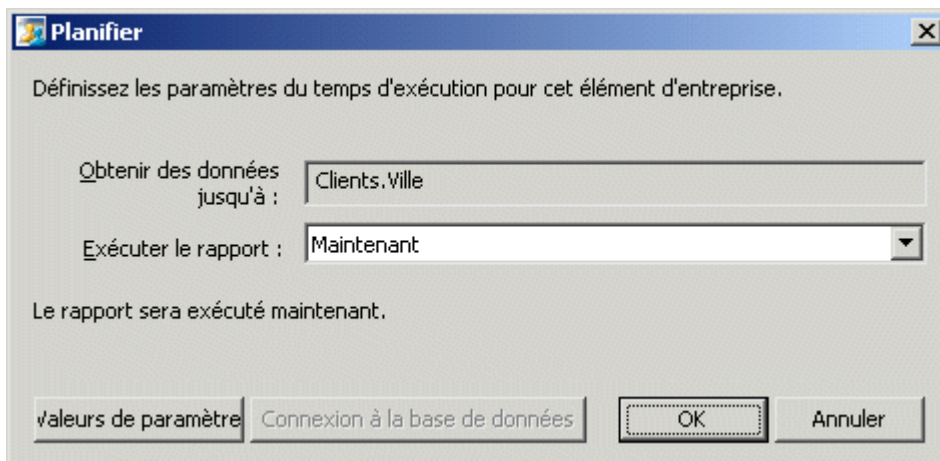 Planifier
Définissez les paramètres du temps d'exécution pour cet élément d'entreprise.
Obtenir des données
jusqu'à :
Clients.Ville
Exécuter le rapport :
Maintenant
Le rapport sera exécuté maintenant.
Valeurs de paramètre
Connexion à la base de données
OK
Annuler